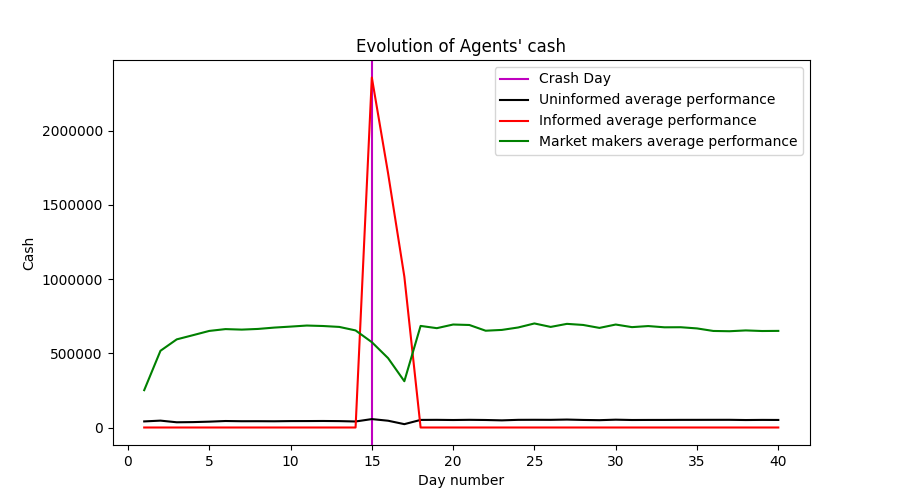 Evolution of Agents' cash
Crash Day
Uninformed average performance
Informed average performance
Market makers average performance
Cash
2000000
1500000
1000000
500000
0
0 5 10 15 20 25 30 35 40
Day number